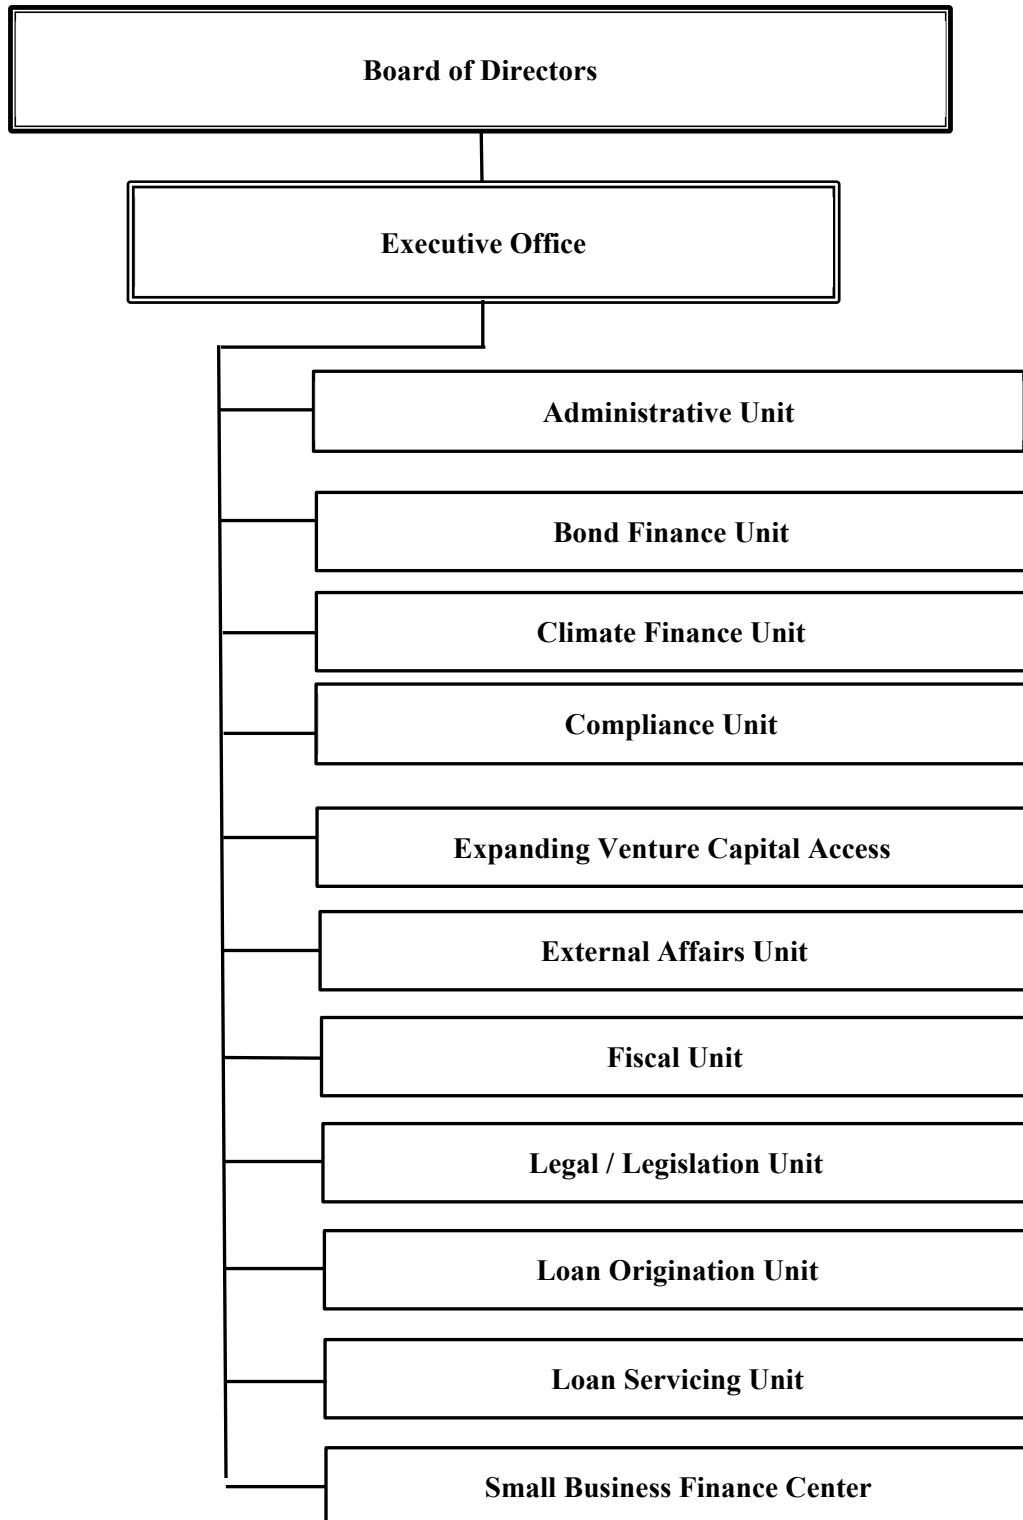 Board of Directors
Executive Office
Administrative Unit
Bond Finance Unit
Climate Finance Unit
Compliance Unit
Expanding Venture Capital Access
External Affairs Unit
Fiscal Unit
Legal / Legislation Unit
Loan Origination Unit
Loan Servicing Unit
Small Business Finance Center